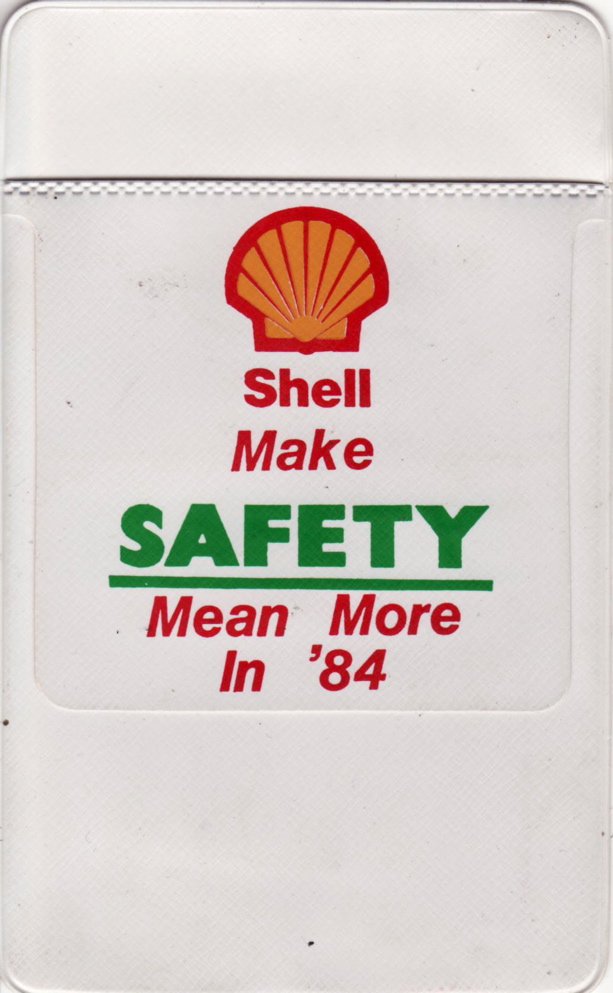 Shell
Make
SAFETY
Mean More
In '84